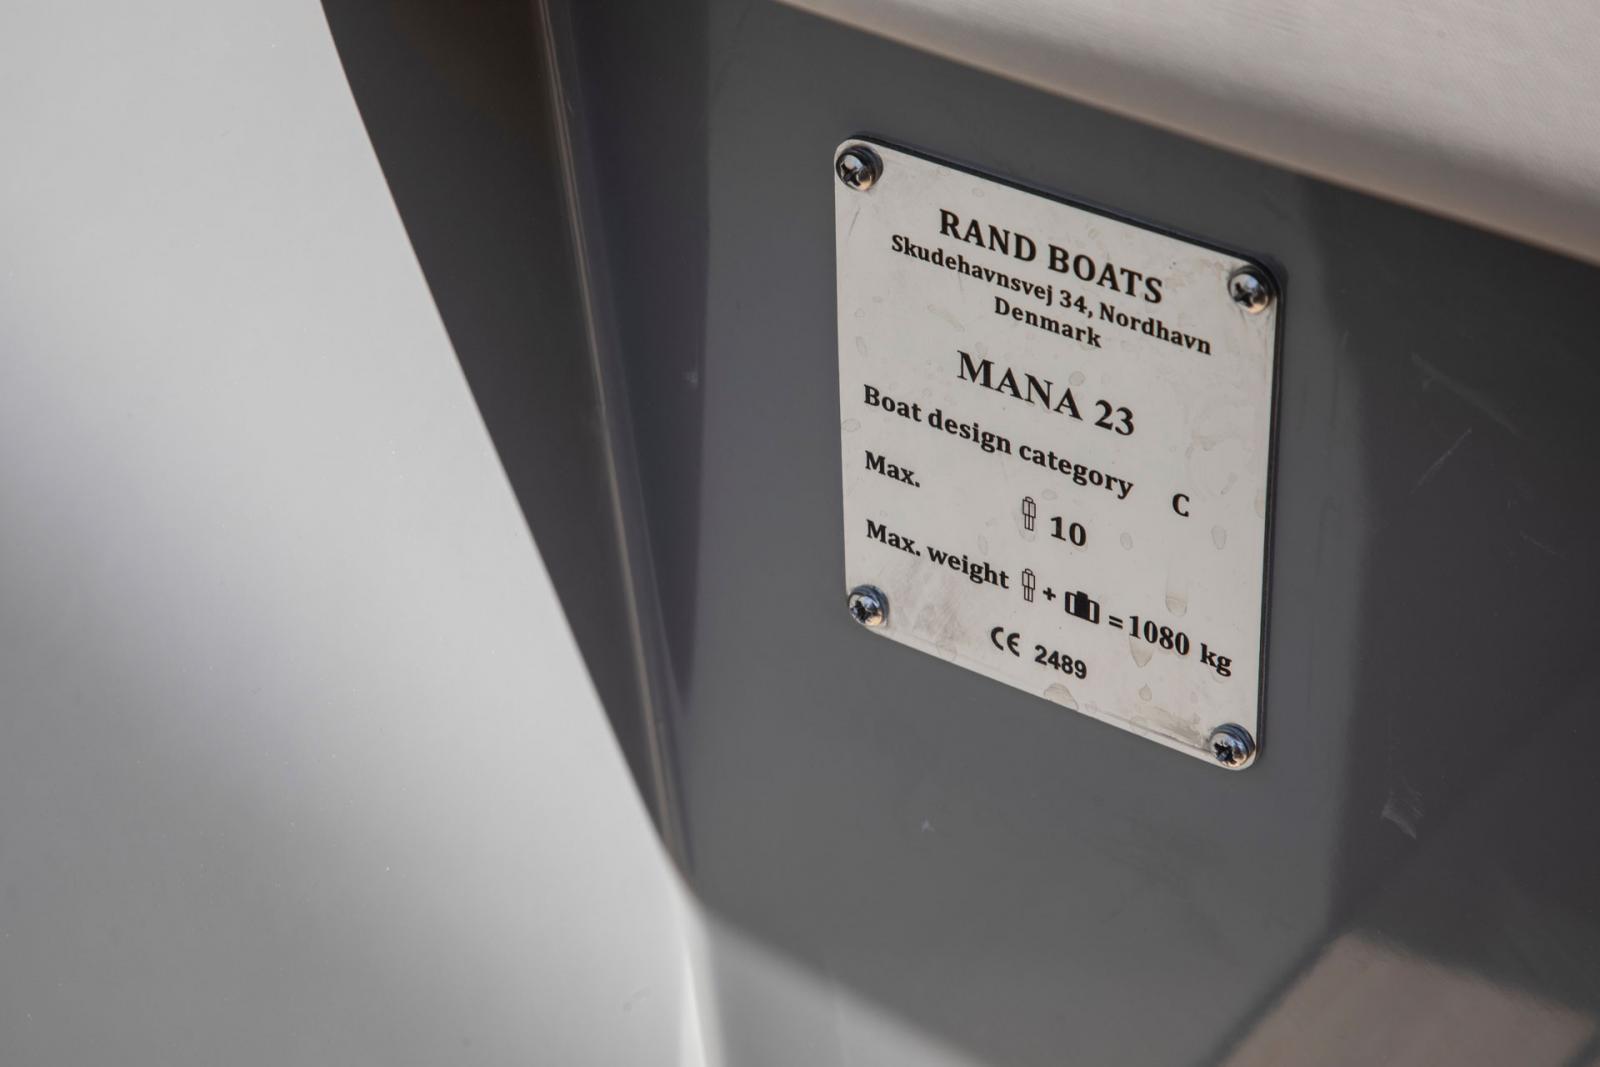 RAND BOATS
Skudehavnsvej 34, Nordhavn
Denmark
MANA 23
Boat design category C
Max. 10
Max. weight + = 1080 kg
CE 2489